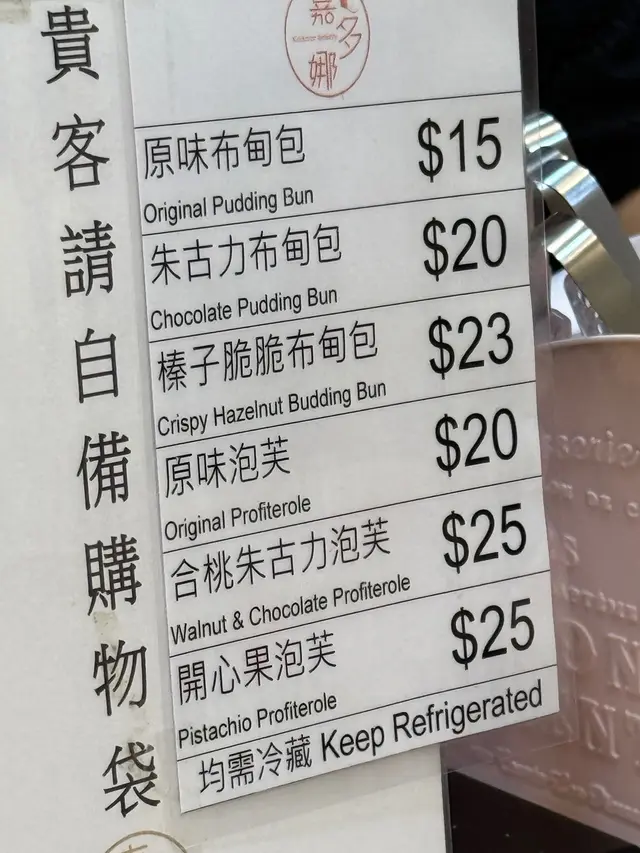 貴客請自備購物袋
嘉多娜
原味布甸包 $15
Original Pudding Bun
朱古力布甸包 $20
Chocolate Pudding Bun
榛子脆脆布甸包 $23
Crispy Hazelnut Budding Bun
原味泡芙 $20
Original Profiterole
合桃朱古力泡芙 $25
Walnut & Chocolate Profiterole
開心果泡芙 $25
Pistachio Profiterole
均需冷藏 Keep Refrigerated